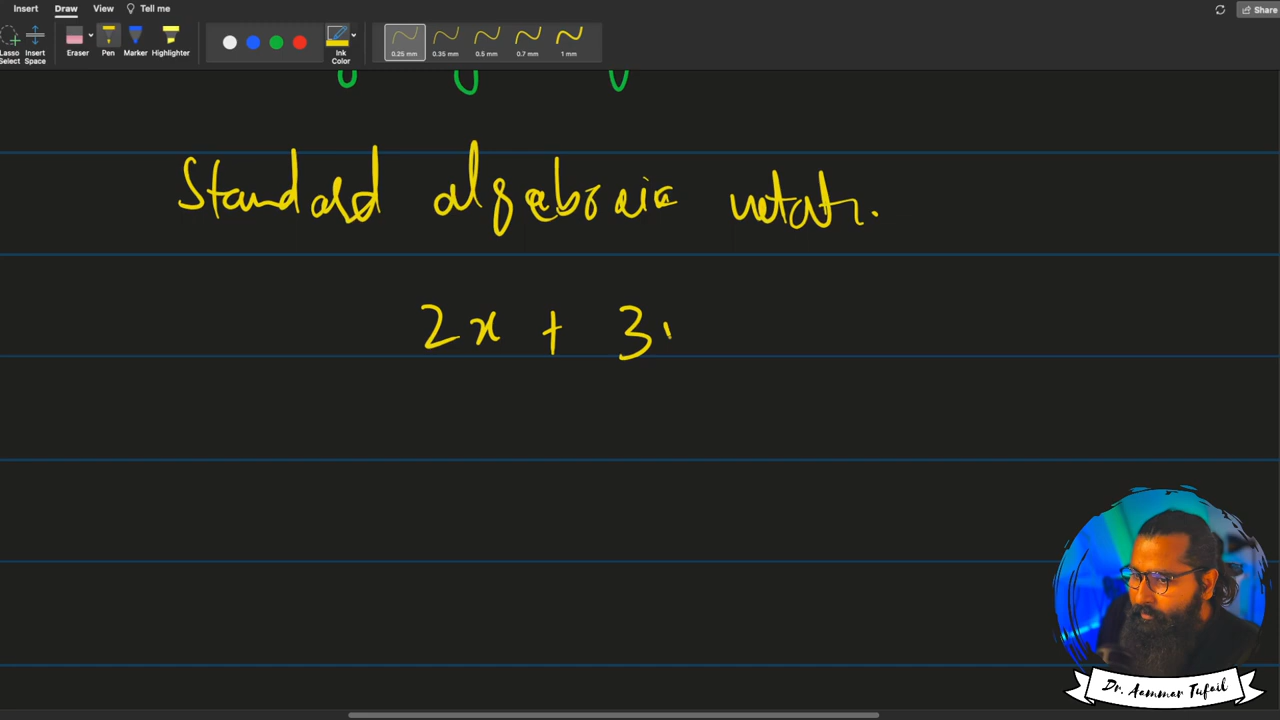 Insert Draw View Tell me Share
Lasso Select Insert Space Eraser Pen Marker Highlighter Ink Color 0.25 mm 0.35 mm 0.5 mm 0.7 mm 1 mm
Standard algebraic notatn.
2x + 3
Dr. Aammar Tufail